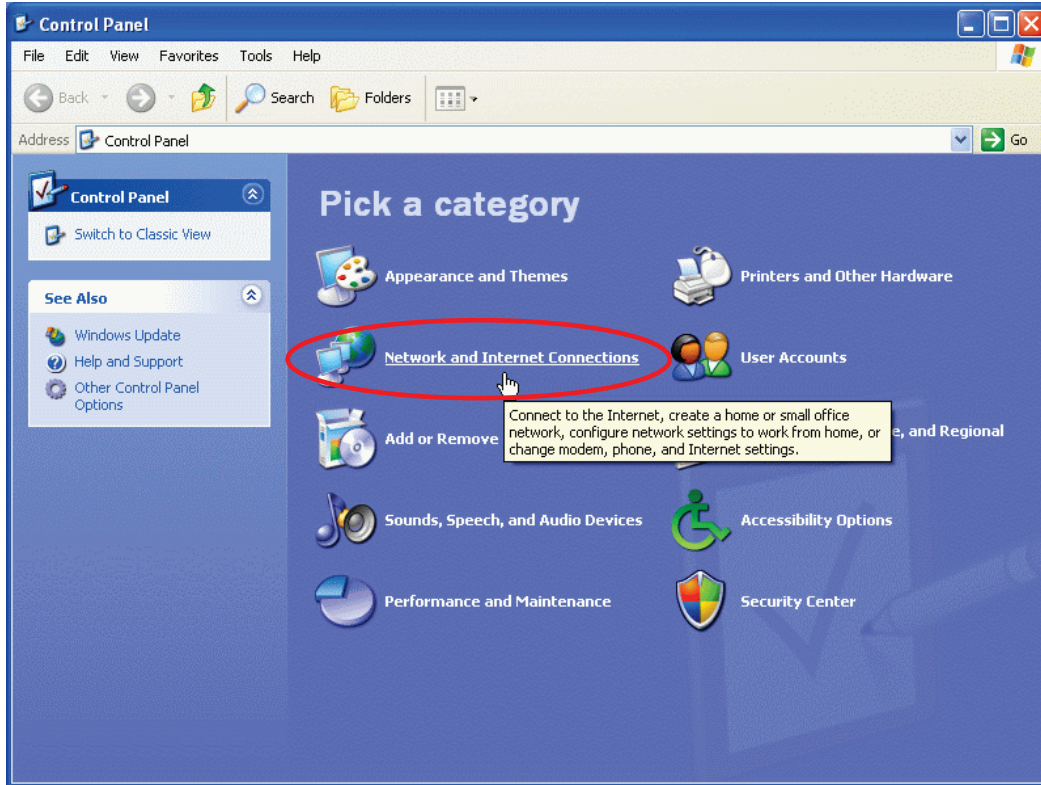 Control Panel
File Edit View Favorites Tools Help
Back Search Folders
Address Control Panel Go
Control Panel
Switch to Classic View
See Also
Windows Update
Help and Support
Other Control Panel
Options
Pick a category
Appearance and Themes
Printers and Other Hardware
Network and Internet Connections
User Accounts
Add or Remove
e, and Regional
Connect to the Internet, create a home or small office
network, configure network settings to work from home, or
change modem, phone, and Internet settings.
Sounds, Speech, and Audio Devices
Accessibility Options
Performance and Maintenance
Security Center